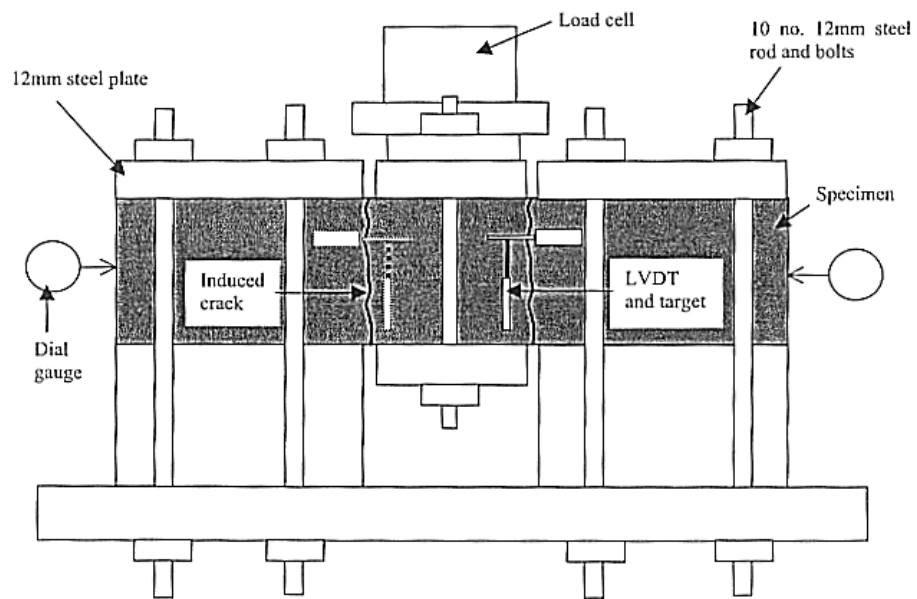 Load cell
10 no. 12mm steel
rod and bolts
12mm steel plate
Specimen
Induced
crack
LVDT
and target
Dial
gauge